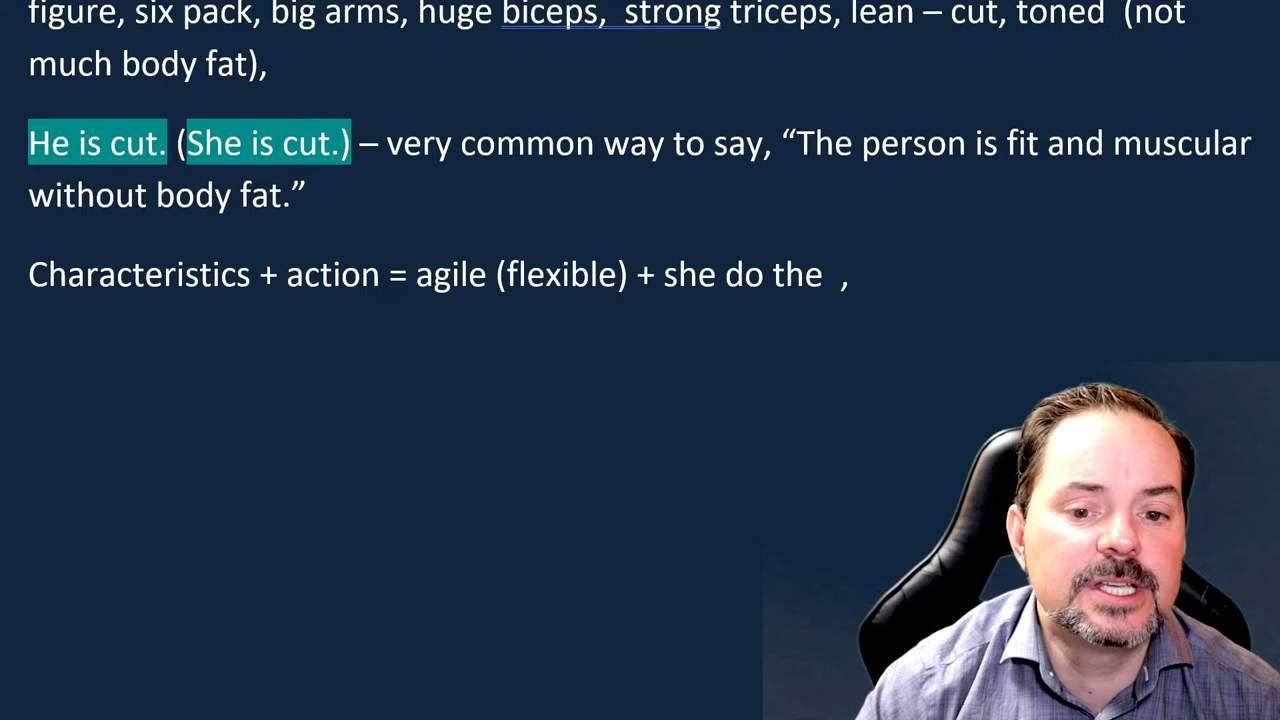 figure, six pack, big arms, huge biceps,  strong triceps, lean – cut, toned  (not
much body fat),
He is cut. (She is cut.) – very common way to say, “The person is fit and muscular
without body fat.”
Characteristics + action = agile (flexible) + she do the  ,